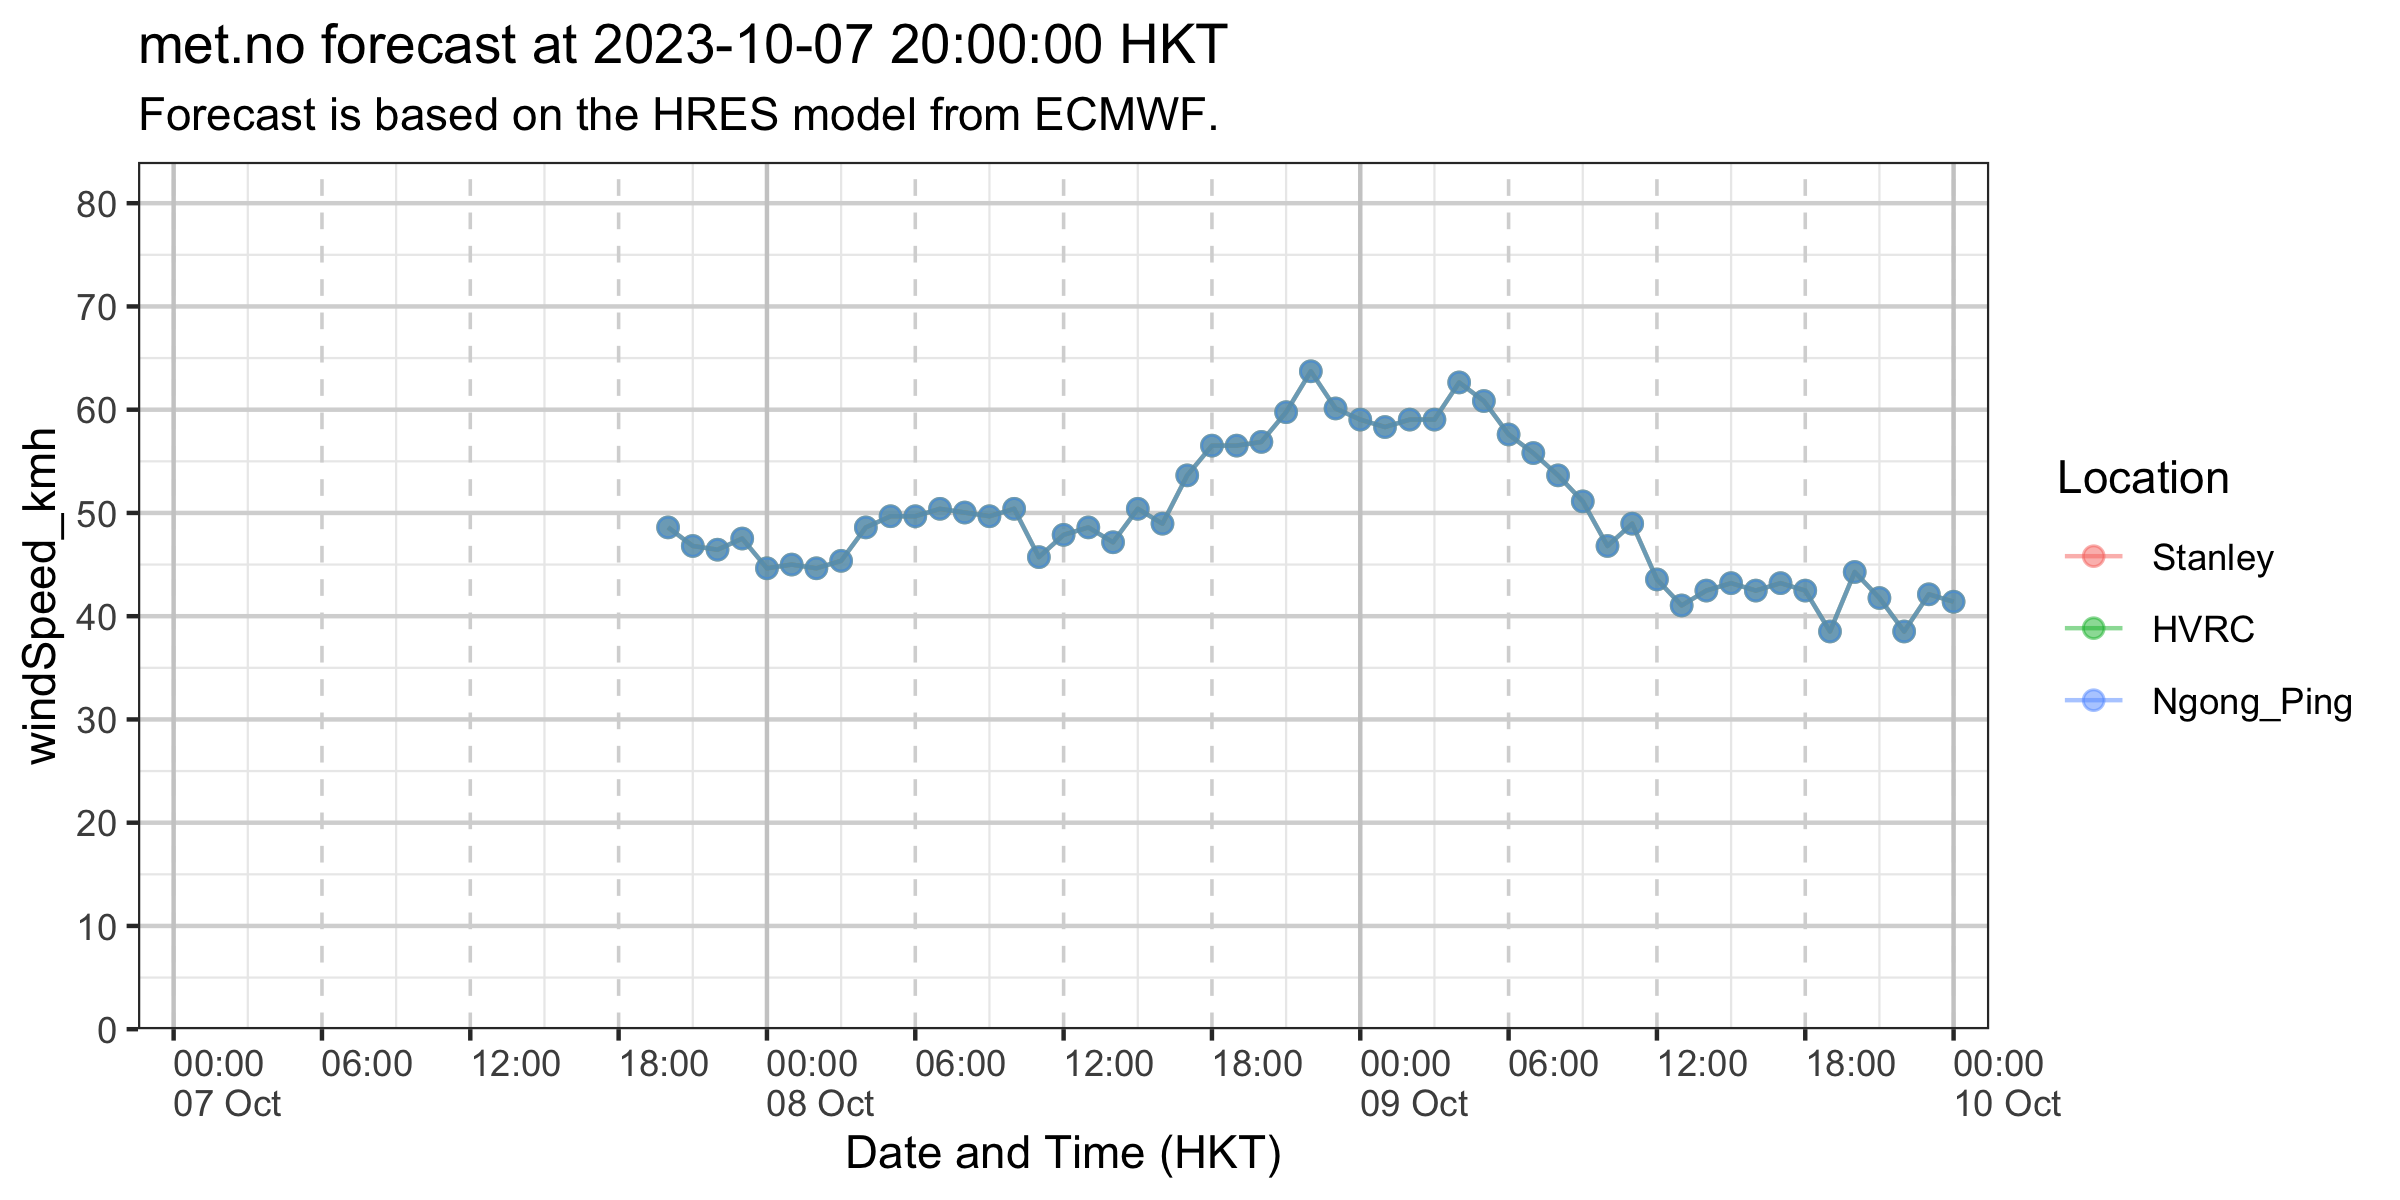 met.no forecast at 2023-10-07 20:00:00 HKT
Forecast is based on the HRES model from ECMWF.
windSpeed_kmh
80
70
60
50
40
30
20
10
0
00:00 06:00 12:00 18:00 00:00 06:00 12:00 18:00 00:00 06:00 12:00 18:00 00:00
07 Oct 08 Oct 09 Oct 10 Oct
Date and Time (HKT)
Location
Stanley
HVRC
Ngong_Ping